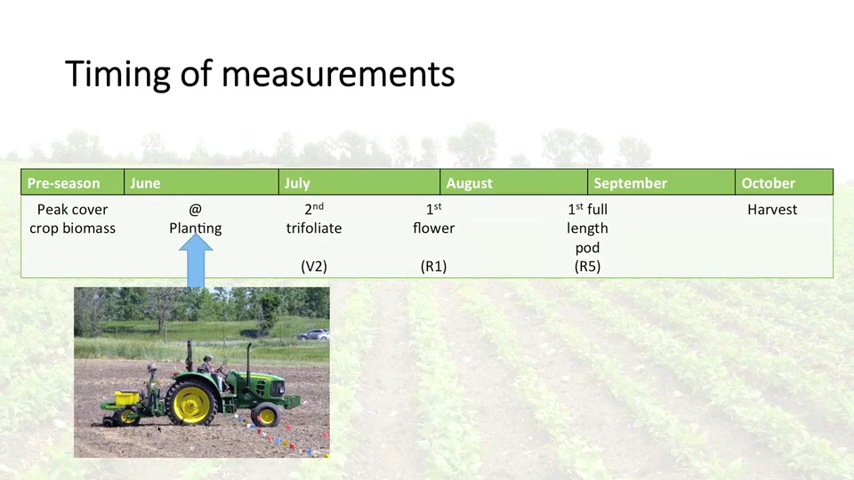 Timing of measurements
Pre-season June July August September October
Peak cover
crop biomass
@
Planting
2nd
trifoliate
(V2)
1st
flower
(R1)
1st full
length
pod
(R5)
Harvest